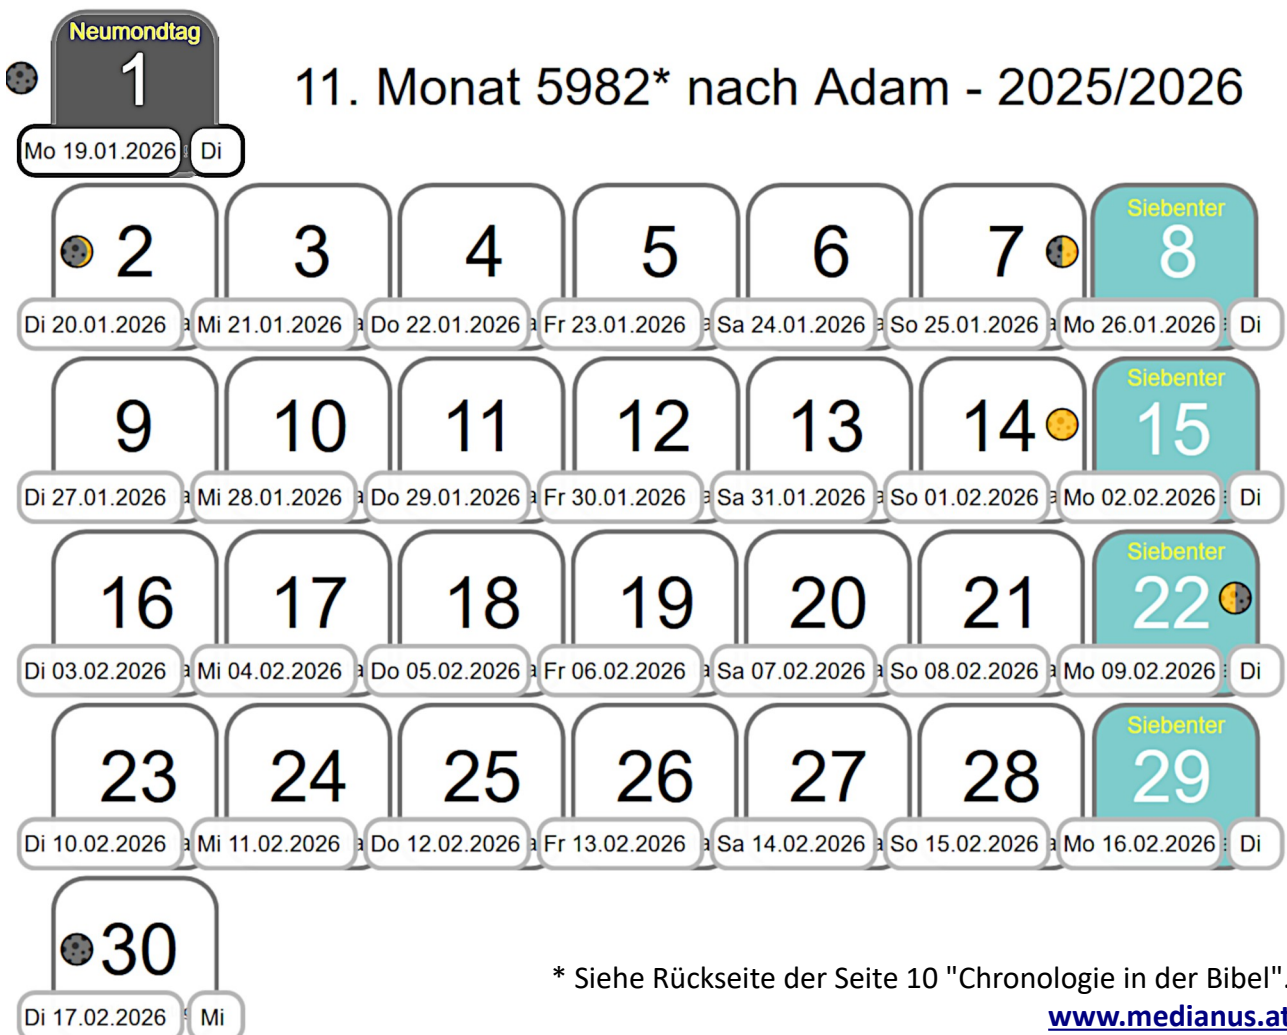 Neumondtag
1
11. Monat 5982* nach Adam - 2025/2026
Mo 19.01.2026 Di
Siebenter
2 3 4 5 6 7 8
Di 20.01.2026 Mi 21.01.2026 Do 22.01.2026 Fr 23.01.2026 Sa 24.01.2026 So 25.01.2026 Mo 26.01.2026 Di
Siebenter
9 10 11 12 13 14 15
Di 27.01.2026 Mi 28.01.2026 Do 29.01.2026 Fr 30.01.2026 Sa 31.01.2026 So 01.02.2026 Mo 02.02.2026 Di
Siebenter
16 17 18 19 20 21 22
Di 03.02.2026 Mi 04.02.2026 Do 05.02.2026 Fr 06.02.2026 Sa 07.02.2026 So 08.02.2026 Mo 09.02.2026 Di
Siebenter
23 24 25 26 27 28 29
Di 10.02.2026 Mi 11.02.2026 Do 12.02.2026 Fr 13.02.2026 Sa 14.02.2026 So 15.02.2026 Mo 16.02.2026 Di
30
Di 17.02.2026 Mi
* Siehe Rückseite der Seite 10 "Chronologie in der Bibel".
www.medianus.at